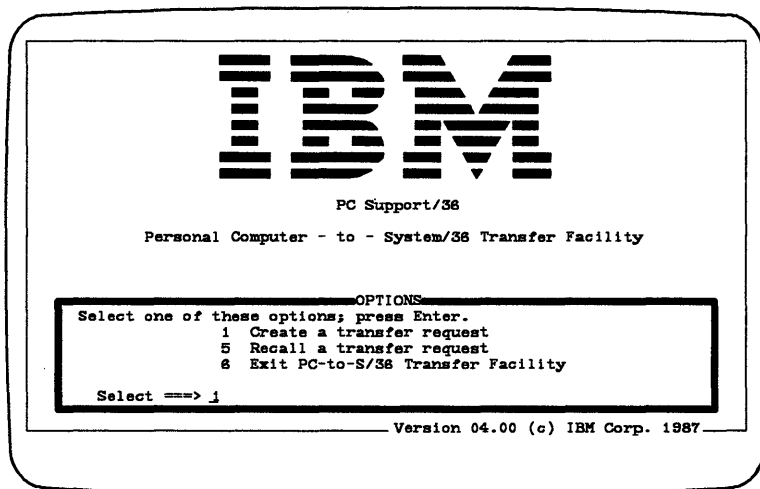 IBM
PC Support/36
Personal Computer - to - System/36 Transfer Facility
OPTIONS
Select one of these options; press Enter.
1 Create a transfer request
5 Recall a transfer request
6 Exit PC-to-S/36 Transfer Facility
Select ===> 1
Version 04.00 (c) IBM Corp. 1987